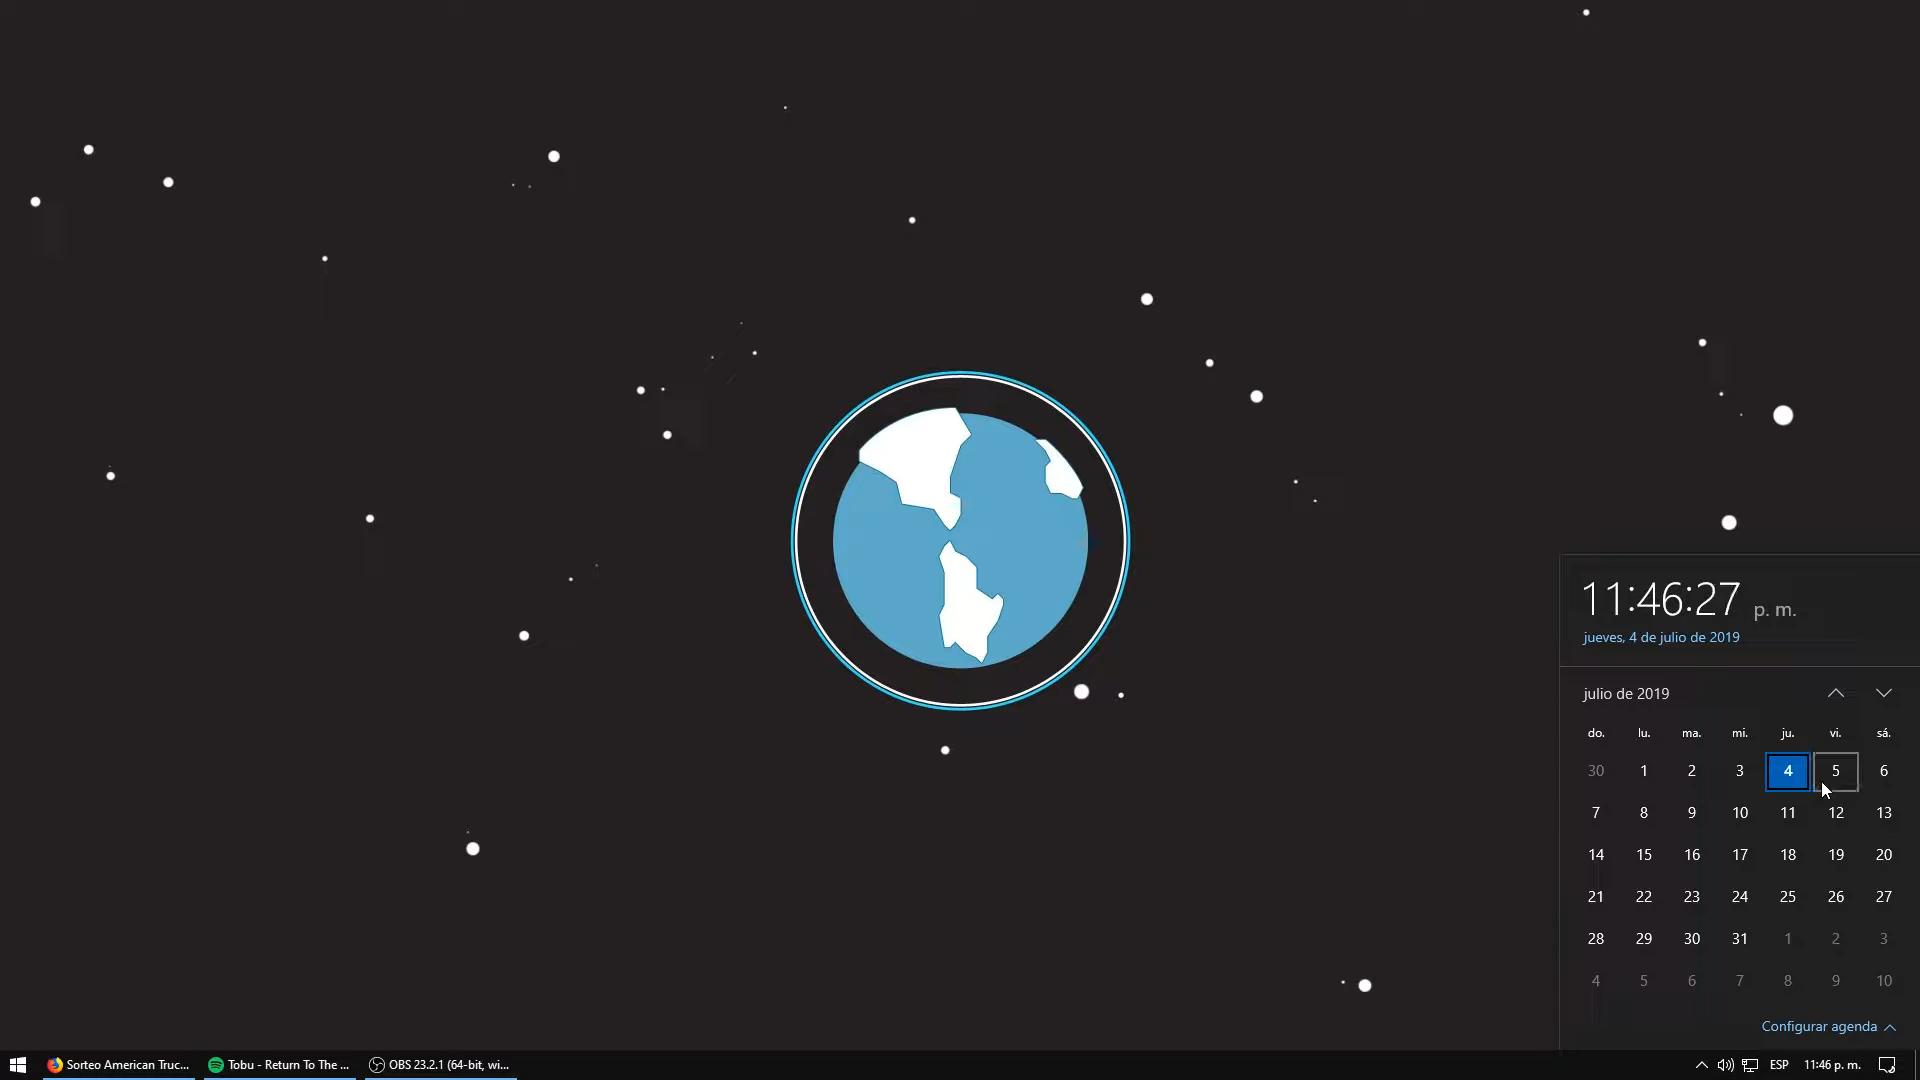 11:46:27 p. m.
jueves, 4 de julio de 2019
julio de 2019
do. lu. ma. mi. ju. vi. sá.
30 1 2 3 4 5 6
7 8 9 10 11 12 13
14 15 16 17 18 19 20
21 22 23 24 25 26 27
28 29 30 31 1 2 3
4 5 6 7 8 9 10
Configurar agenda
Sorteo American Truc... Tobu - Return To The ... OBS 23.2.1 (64-bit, wi... ESP 11:46 p. m.